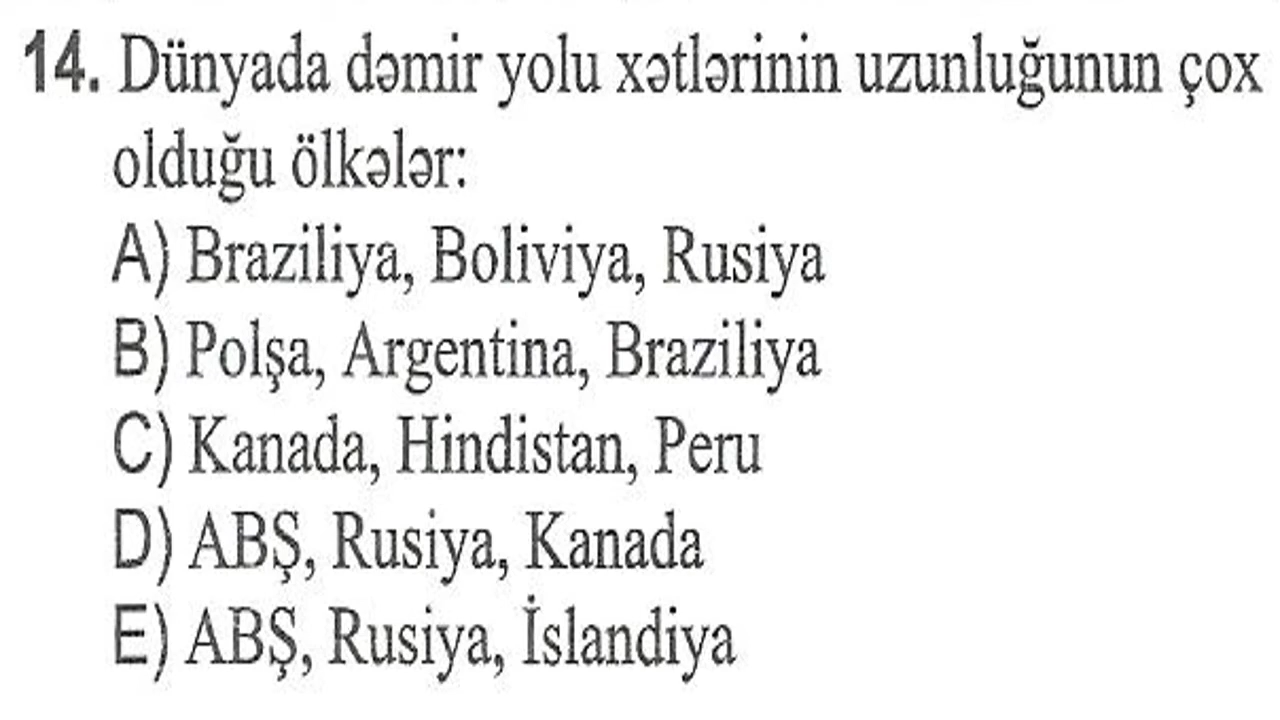 14. Dünyada dəmir yolu xətlərinin uzunluğunun çox
olduğu ölkələr:
A) Braziliya, Boliviya, Rusiya
B) Polşa, Argentina, Braziliya
C) Kanada, Hindistan, Peru
D) ABŞ, Rusiya, Kanada
E) ABŞ, Rusiya, İslandiya